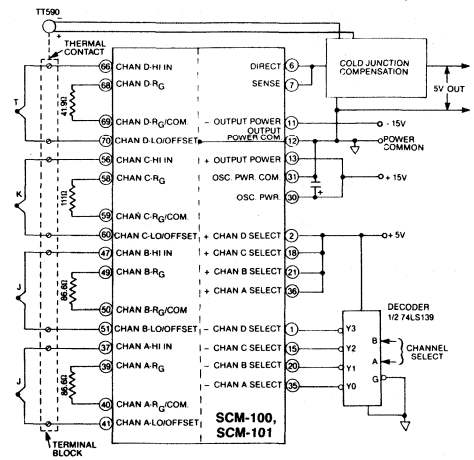 TT590
−
+
THERMAL
CONTACT
COLD JUNCTION
COMPENSATION
5V OUT
T
66 CHAN D-HI IN
68 CHAN D-RG
41.9Ω
69 CHAN D-RG/COM.
70 CHAN D-LO/OFFSET
DIRECT 6
SENSE 7
− OUTPUT POWER 11
- 15V
OUTPUT
POWER COM. 12
POWER
COMMON
K
56 CHAN C-HI IN
58 CHAN C-RG
111Ω
59 CHAN C-RG/COM.
60 CHAN C-LO/OFFSET
+ OUTPUT POWER 13
OSC. PWR. COM. 31
+
OSC. PWR. 30
+ 15V
J
47 CHAN B-HI IN
49 CHAN B-RG
86.6Ω
50 CHAN B-RG/COM
51 CHAN B-LO/OFFSET
+ CHAN D SELECT 2
+ 5V
+ CHAN C SELECT 18
+ CHAN B SELECT 21
+ CHAN A SELECT 36
DECODER
1/2 74LS139
J
37 CHAN A-HI IN
39 CHAN A-RG
86.6Ω
40 CHAN A-RG/COM.
41 CHAN A-LO/OFFSET
− CHAN D SELECT 1
− CHAN C SELECT 15
− CHAN B SELECT 20
− CHAN A SELECT 35
Y3
Y2
Y1
Y0
B
A
G
CHANNEL
SELECT
SCM-100,
SCM-101
TERMINAL
BLOCK